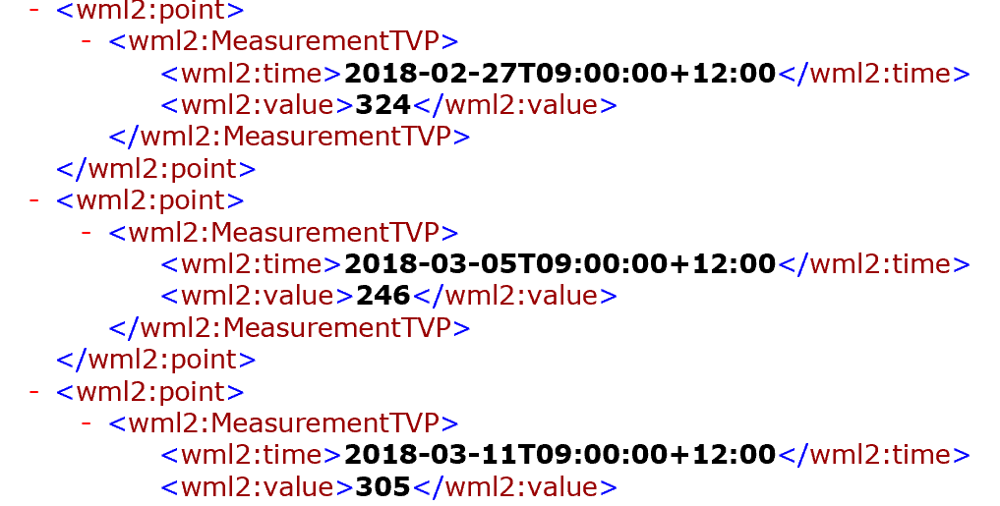 - <wml2:point>
- <wml2:MeasurementTVP>
<wml2:time>2018-02-27T09:00:00+12:00</wml2:time>
<wml2:value>324</wml2:value>
</wml2:MeasurementTVP>
</wml2:point>
- <wml2:point>
- <wml2:MeasurementTVP>
<wml2:time>2018-03-05T09:00:00+12:00</wml2:time>
<wml2:value>246</wml2:value>
</wml2:MeasurementTVP>
</wml2:point>
- <wml2:point>
- <wml2:MeasurementTVP>
<wml2:time>2018-03-11T09:00:00+12:00</wml2:time>
<wml2:value>305</wml2:value>